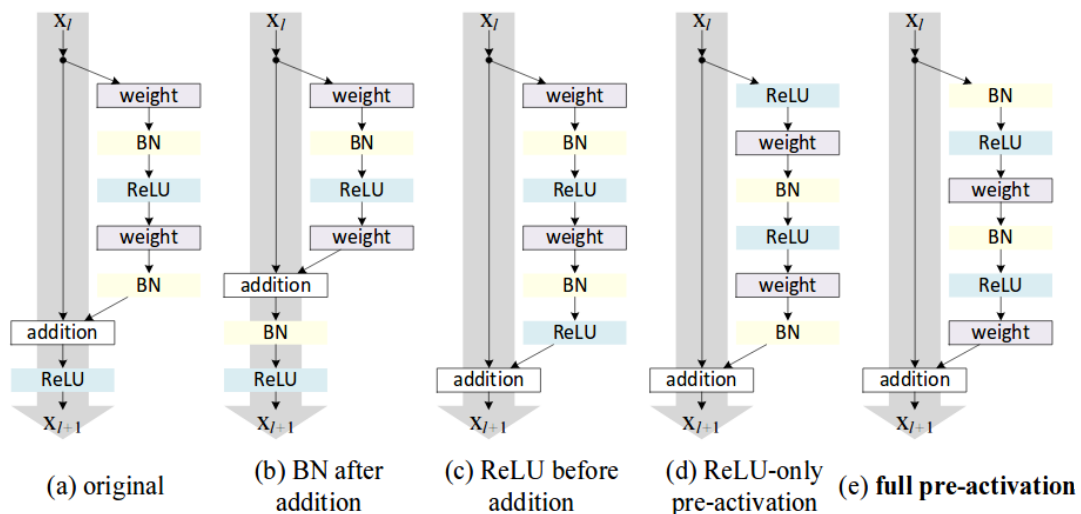 xₗ
weight
BN
ReLU
weight
BN
addition
ReLU
xₗ₊₁
(a) original
xₗ
weight
BN
ReLU
weight
addition
BN
ReLU
xₗ₊₁
(b) BN after
addition
xₗ
weight
BN
ReLU
weight
BN
ReLU
addition
xₗ₊₁
(c) ReLU before
addition
xₗ
ReLU
weight
BN
ReLU
weight
BN
addition
xₗ₊₁
(d) ReLU-only
pre-activation
xₗ
BN
ReLU
weight
BN
ReLU
weight
addition
xₗ₊₁
(e) full pre-activation